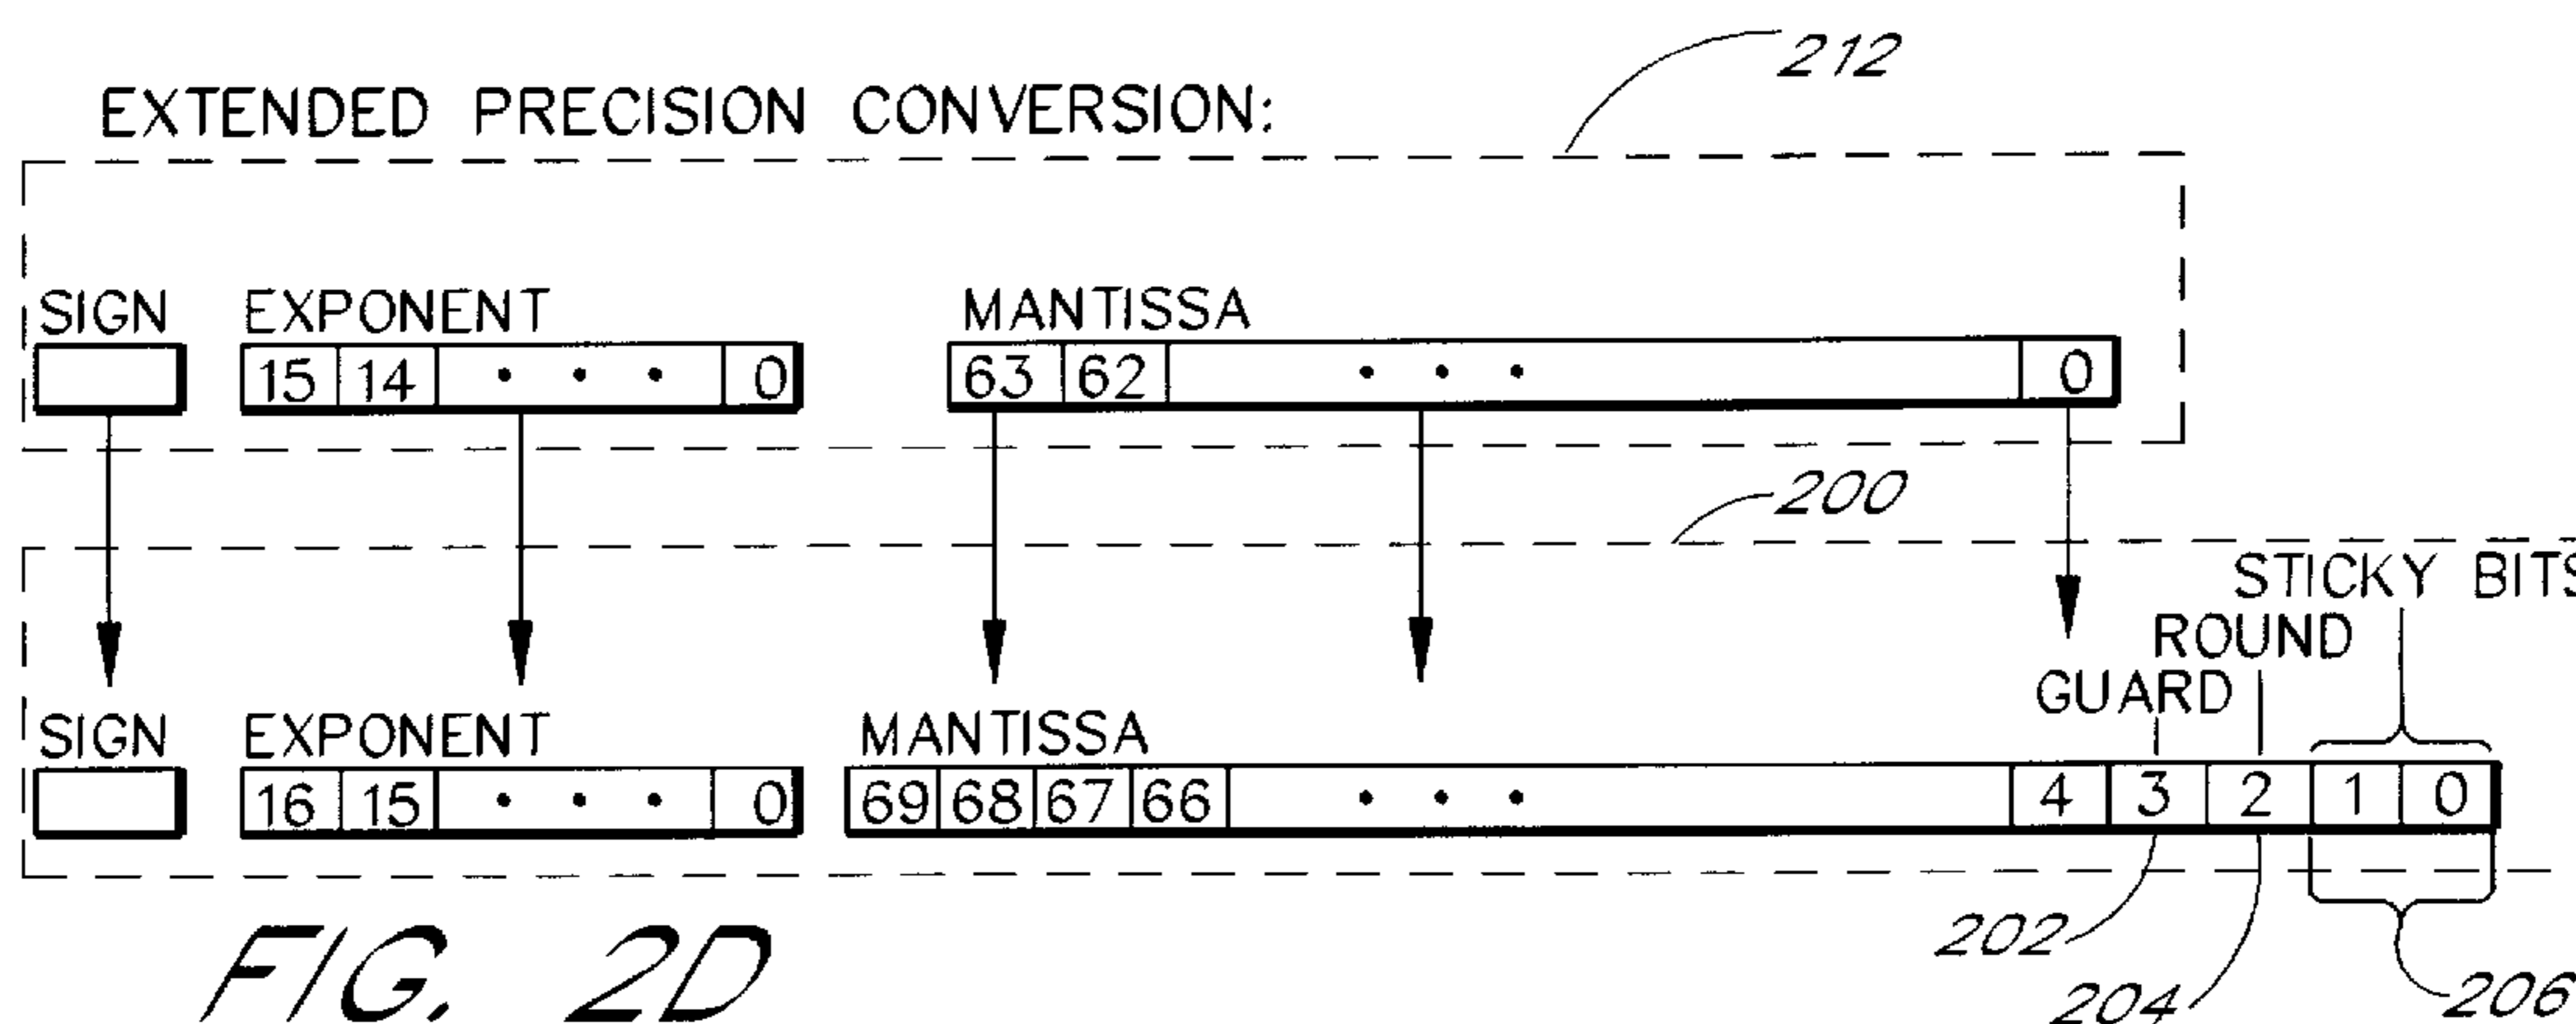 212
EXTENDED PRECISION CONVERSION:
SIGN EXPONENT MANTISSA
15 14 • • • 0 63 62 • • • 0
200
STICKY BITS
ROUND
GUARD
SIGN EXPONENT MANTISSA
16 15 • • • 0 69 68 67 66 • • • 4 3 2 1 0
202
204
206
FIG. 2D